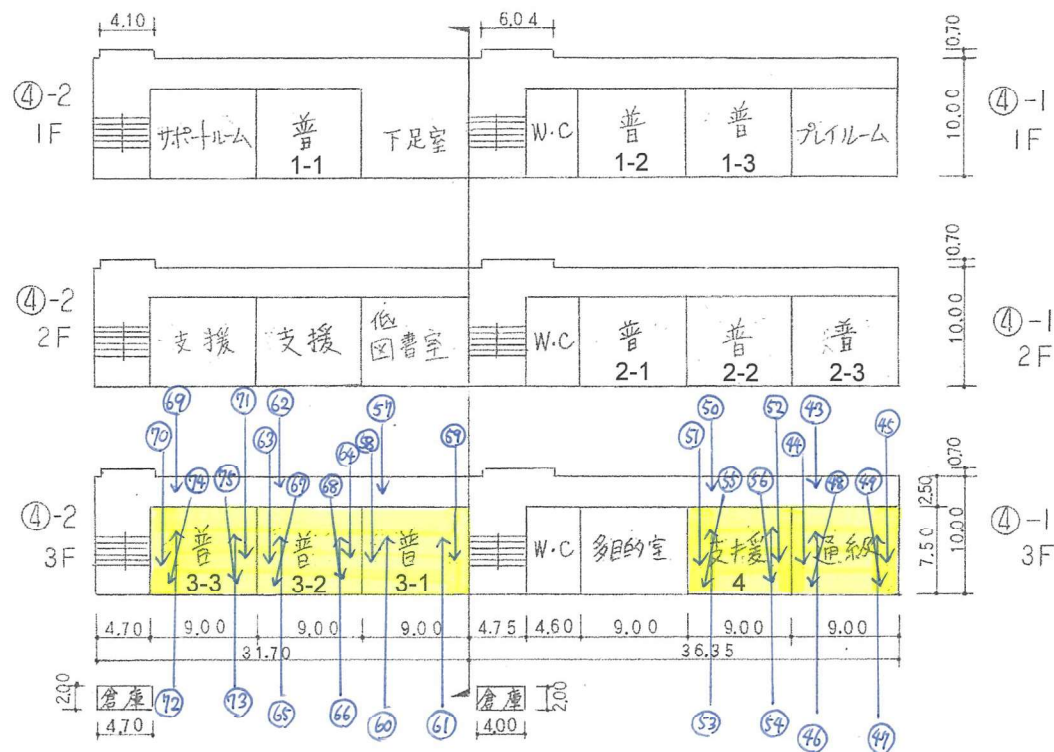 4.10 6.04
0.70
④-2 1F サポートルーム 普 1-1 下足室 W・C 普 1-2 普 1-3 プレイルーム 10.00 ④-1 1F
0.70
④-2 2F 支援 支援 低図書室 W・C 普 2-1 普 2-2 普 2-3 10.00 ④-1 2F
69 71 62 57 50 52 43
70 63 64 58 59 51 44 45
0.70
74 75 67 68 55 56 48 49
2.50
④-2 3F 普 3-3 普 3-2 普 3-1 W・C 多目的室 支援 4 通級 7.50 10.00 ④-1 3F
4.70 9.00 9.00 9.00 4.75 4.60 9.00 9.00 9.00
31.70 36.35
2.00 倉庫 倉庫 2.00
72 73 65 66 60 61 53 54 46 47
4.70 4.00